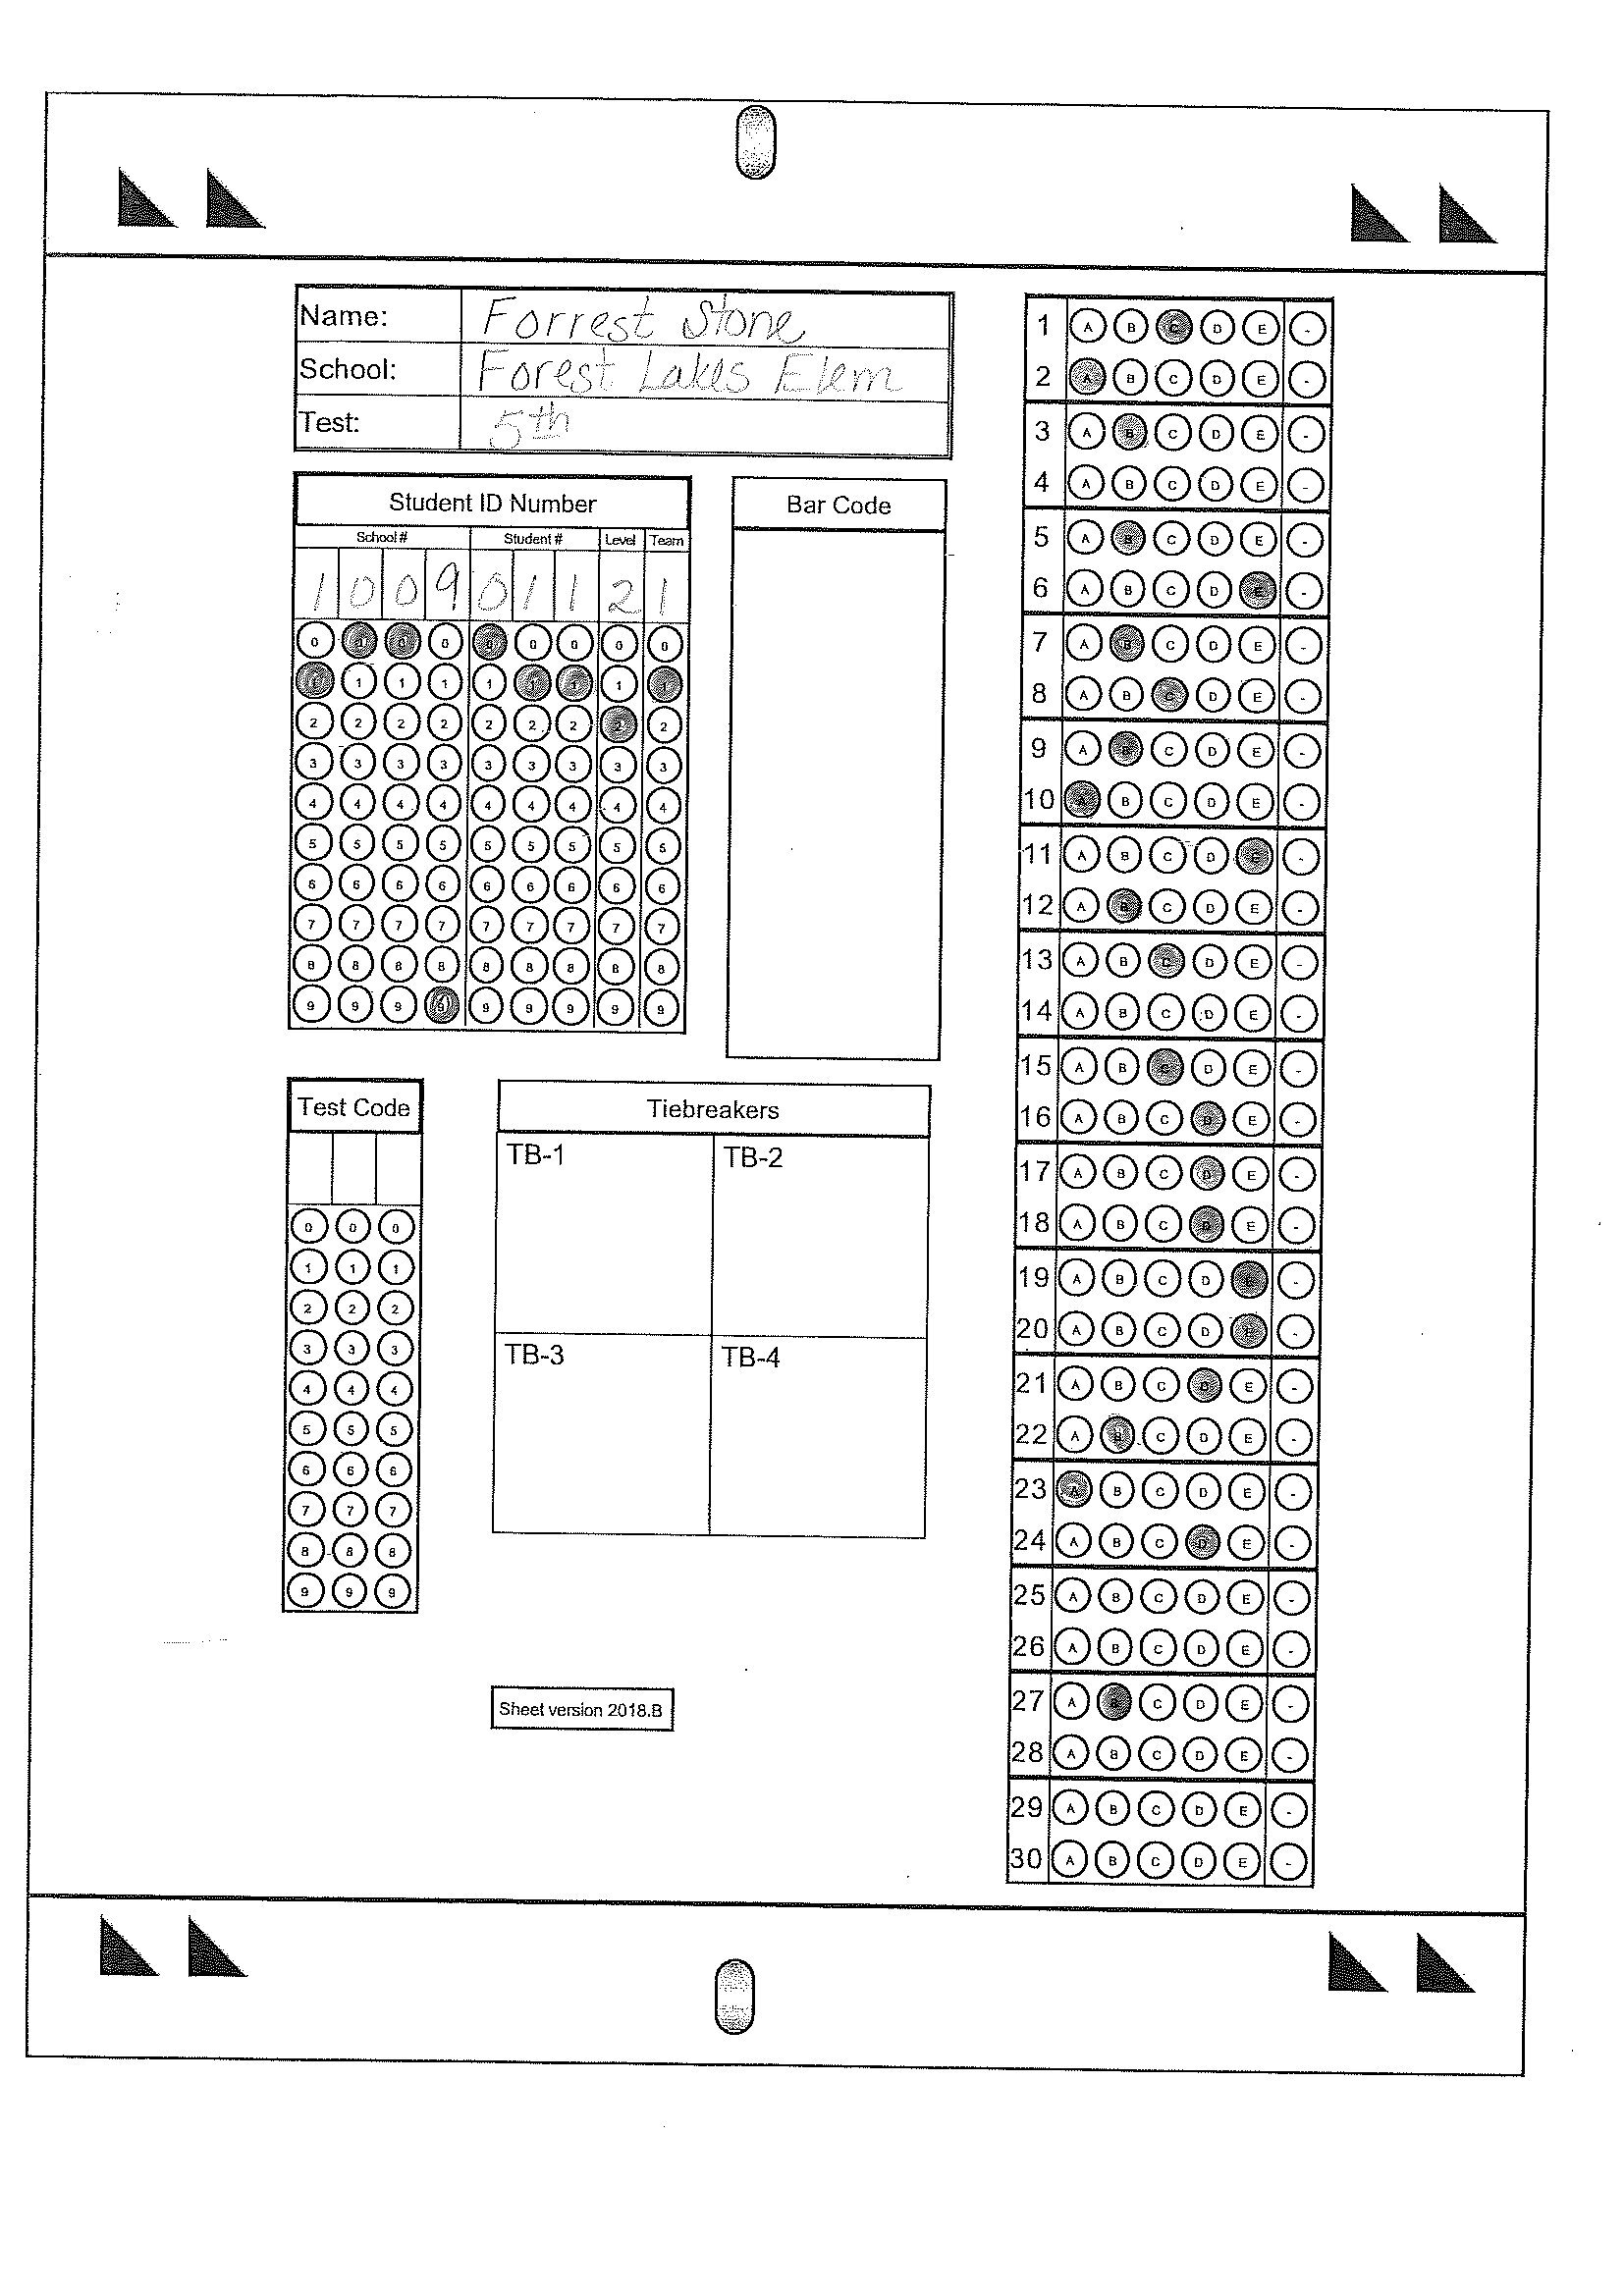 Name: Forrest Stone
School: Forest Lakes Elem
Test: 5th
Student ID Number
School # Student # Level Team
1 0 0 9 0 1 1 2 1
0 0 0 0 0 0 0 0 0
1 1 1 1 1 1 1 1 1
2 2 2 2 2 2 2 2 2
3 3 3 3 3 3 3 3 3
4 4 4 4 4 4 4 4 4
5 5 5 5 5 5 5 5 5
6 6 6 6 6 6 6 6 6
7 7 7 7 7 7 7 7 7
8 8 8 8 8 8 8 8 8
9 9 9 9 9 9 9 9 9
Bar Code
Test Code
0 0 0
1 1 1
2 2 2
3 3 3
4 4 4
5 5 5
6 6 6
7 7 7
8 8 8
9 9 9
Tiebreakers
TB-1 TB-2
TB-3 TB-4
Sheet version 2018.B
1 A B C D E -
2 A B C D E -
3 A B C D E -
4 A B C D E -
5 A B C D E -
6 A B C D E -
7 A B C D E -
8 A B C D E -
9 A B C D E -
10 A B C D E -
11 A B C D E -
12 A B C D E -
13 A B C D E -
14 A B C D E -
15 A B C D E -
16 A B C D E -
17 A B C D E -
18 A B C D E -
19 A B C D E -
20 A B C D E -
21 A B C D E -
22 A B C D E -
23 A B C D E -
24 A B C D E -
25 A B C D E -
26 A B C D E -
27 A B C D E -
28 A B C D E -
29 A B C D E -
30 A B C D E -